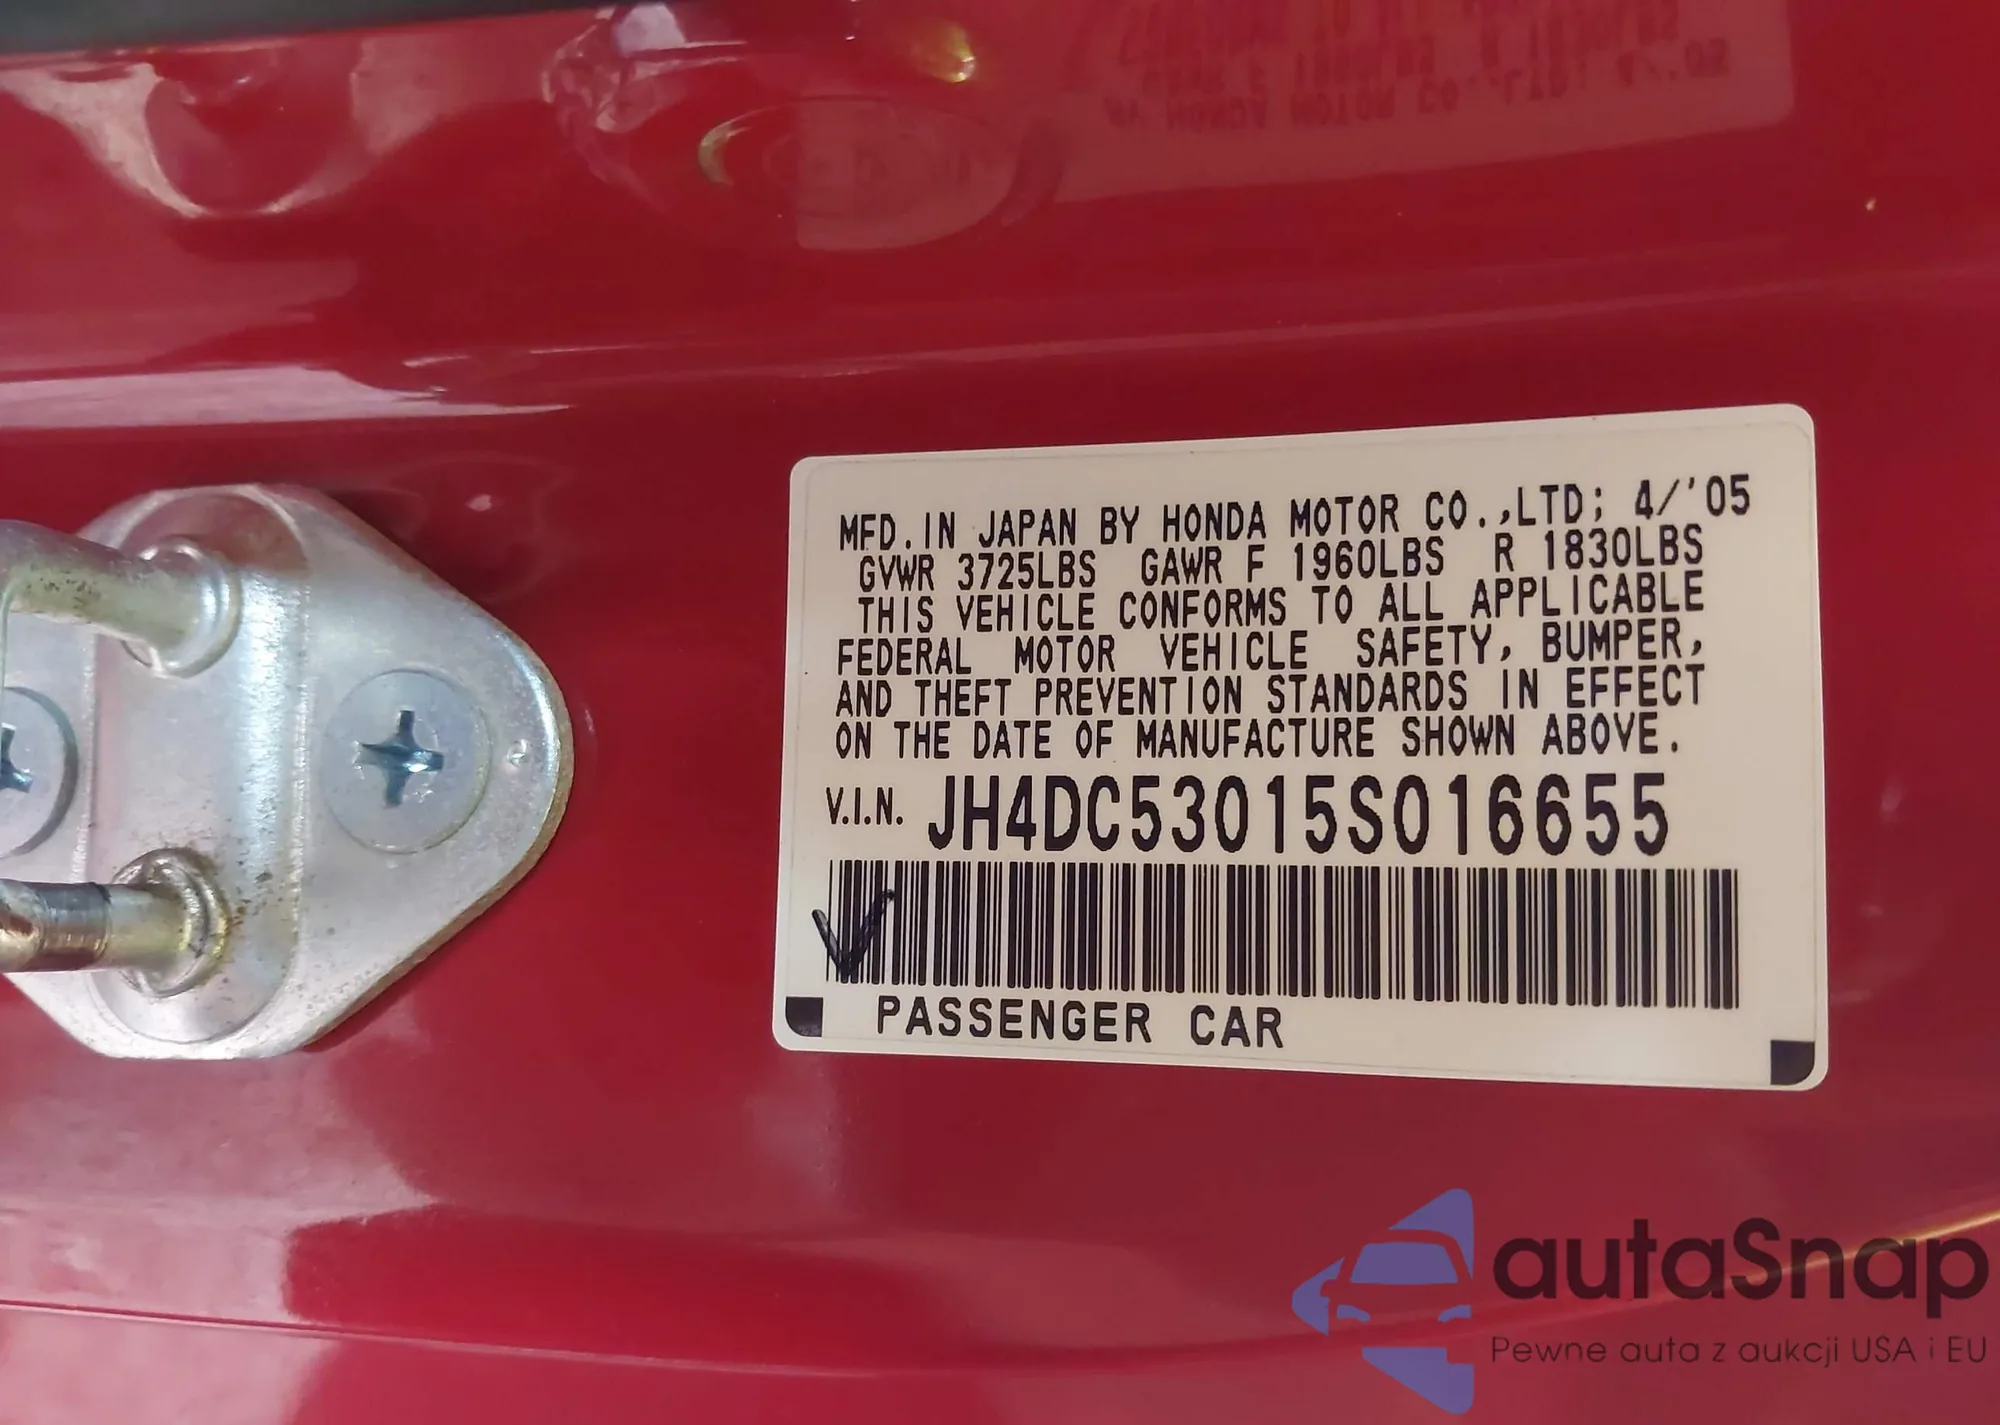 MFD. IN JAPAN BY HONDA MOTOR CO.,LTD; 4/'05
GVWR 3725LBS GAWR F 1960LBS R 1830LBS
THIS VEHICLE CONFORMS TO ALL APPLICABLE
FEDERAL MOTOR VEHICLE SAFETY, BUMPER,
AND THEFT PREVENTION STANDARDS IN EFFECT
ON THE DATE OF MANUFACTURE SHOWN ABOVE.
V.I.N. JH4DC53015S016655
PASSENGER CAR
autaSnap
Pewne auta z aukcji USA i EU